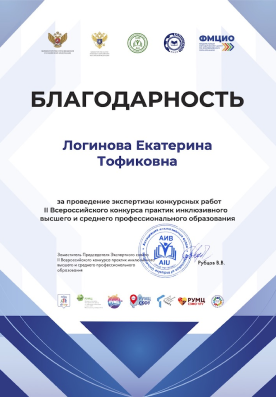 ФМЦИО
БЛАГОДАРНОСТЬ
Логинова Екатерина
Тофиковна
за проведение экспертизы конкурсных работ
II Всероссийского конкурса практик инклюзивного
высшего и среднего профессионального образования
Заместитель Председателя Экспертного совета
II Всероссийского конкурса практик инклюзивного
высшего и среднего профессионального
образования
АИВ
AIU
Рубцов В.В.
РУМЦ